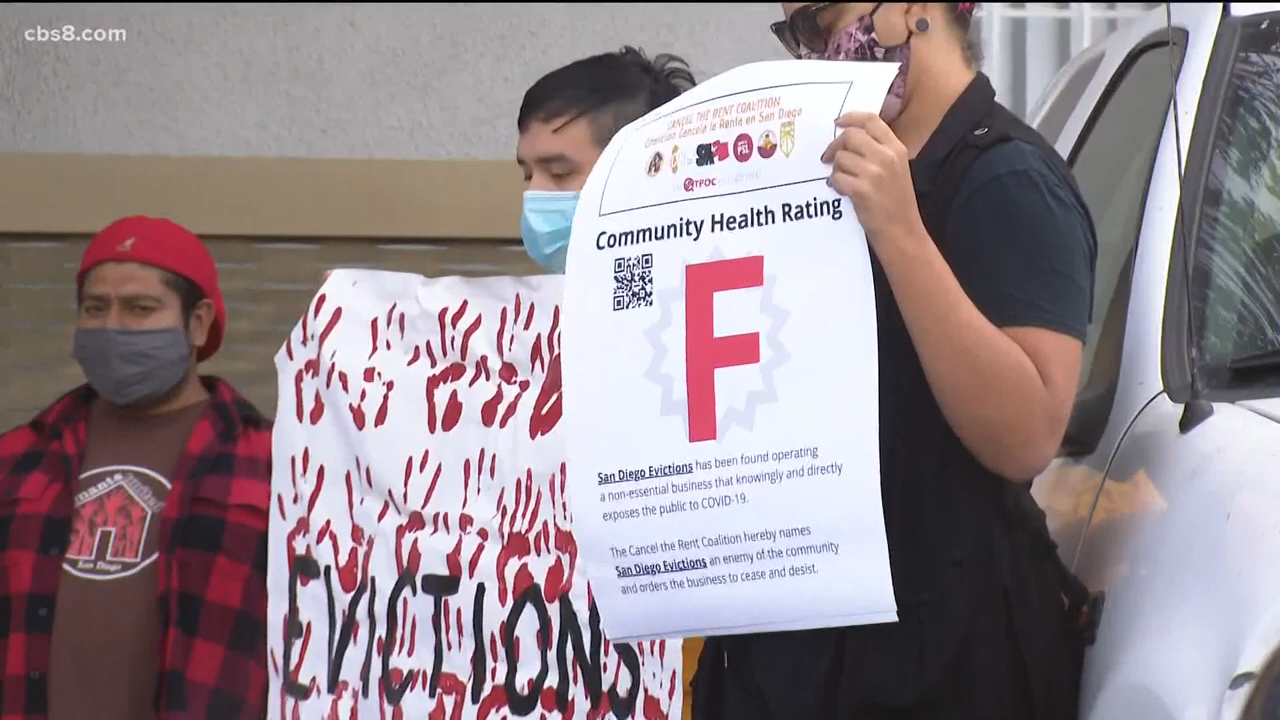 cbs8.com
CANCEL THE RENT COALITION
Coalición Cancela la Renta en San Diego
PSL
QTPOC
Community Health Rating
F
San Diego Evictions has been found operating
a non-essential business that knowingly and directly
exposes the public to COVID-19.
The Cancel the Rent Coalition hereby names
San Diego Evictions an enemy of the community
and orders the business to cease and desist.
EVICTIONS
San Diego